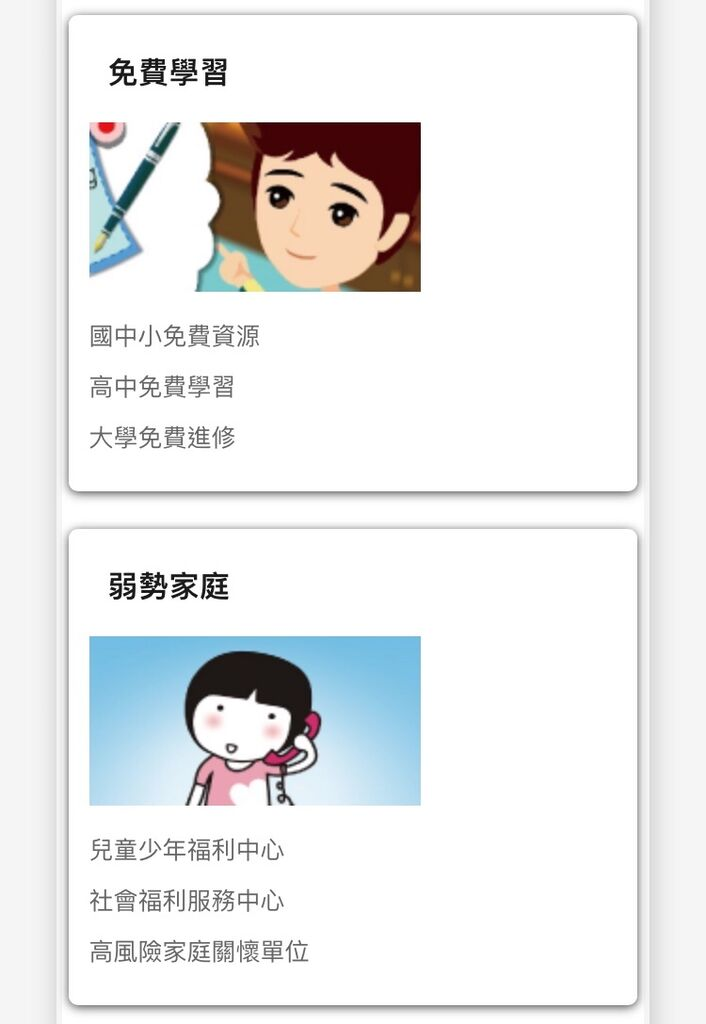 免費學習
國中小免費資源
高中免費學習
大學免費進修
弱勢家庭
兒童少年福利中心
社會福利服務中心
高風險家庭關懷單位